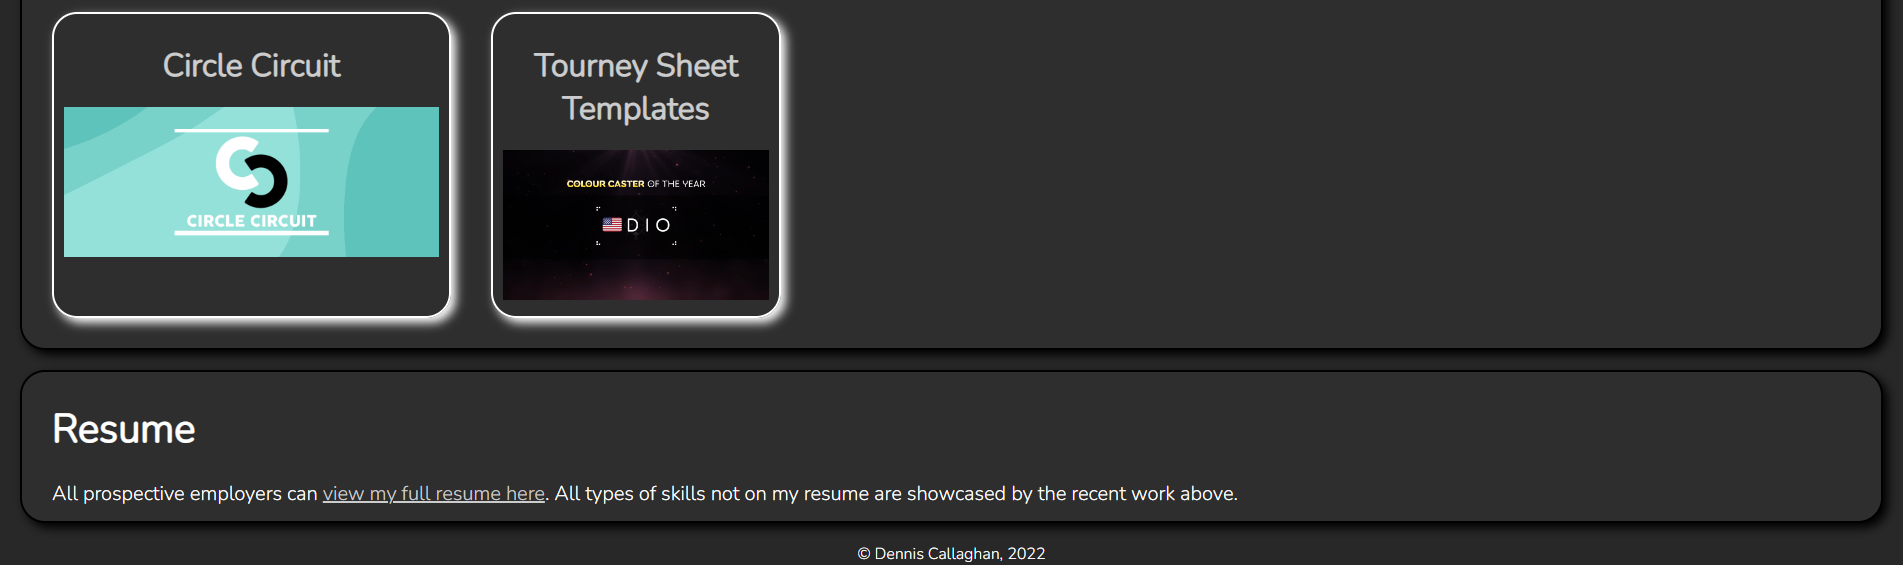 Circle Circuit
CIRCLE CIRCUIT
Tourney Sheet
Templates
COLOUR CASTER OF THE YEAR
DIO
Resume
All prospective employers can view my full resume here. All types of skills not on my resume are showcased by the recent work above.
© Dennis Callaghan, 2022